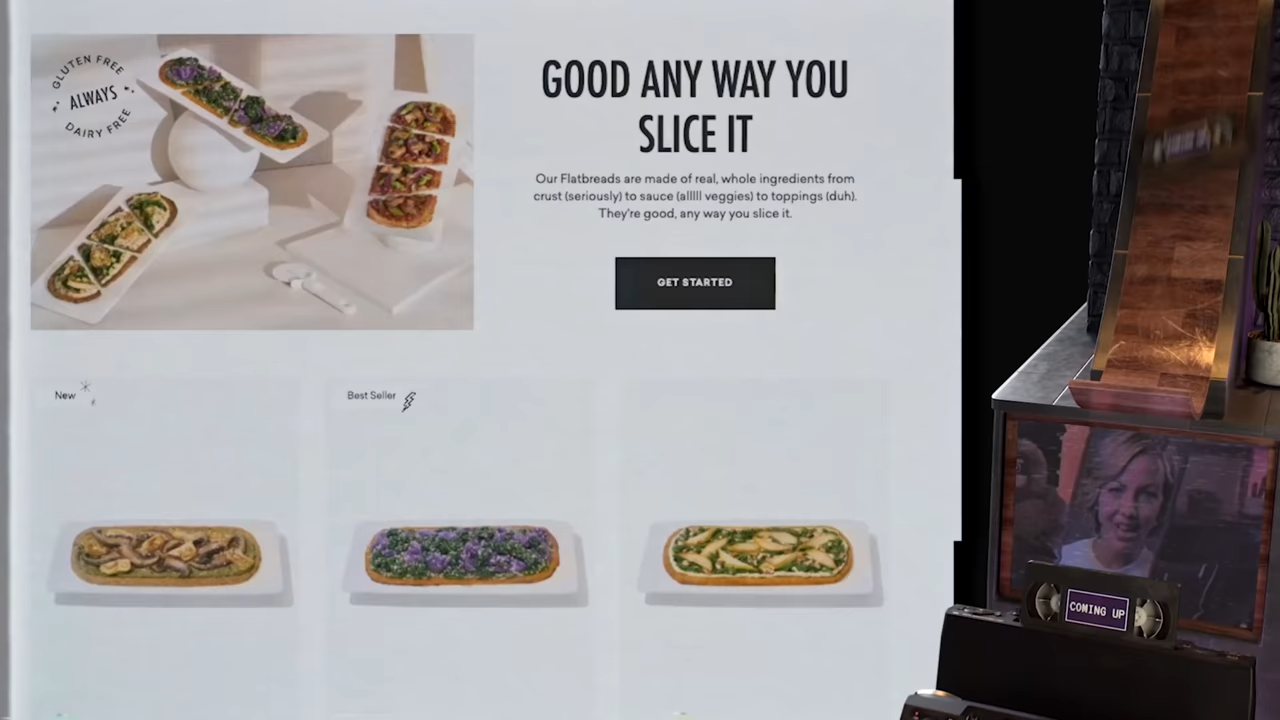 GLUTEN FREE
ALWAYS
DAIRY FREE
GOOD ANY WAY YOU
SLICE IT
Our Flatbreads are made of real, whole ingredients from
crust (seriously) to sauce (alllll veggies) to toppings (duh).
They're good, any way you slice it.
GET STARTED
New
Best Seller
COMING UP